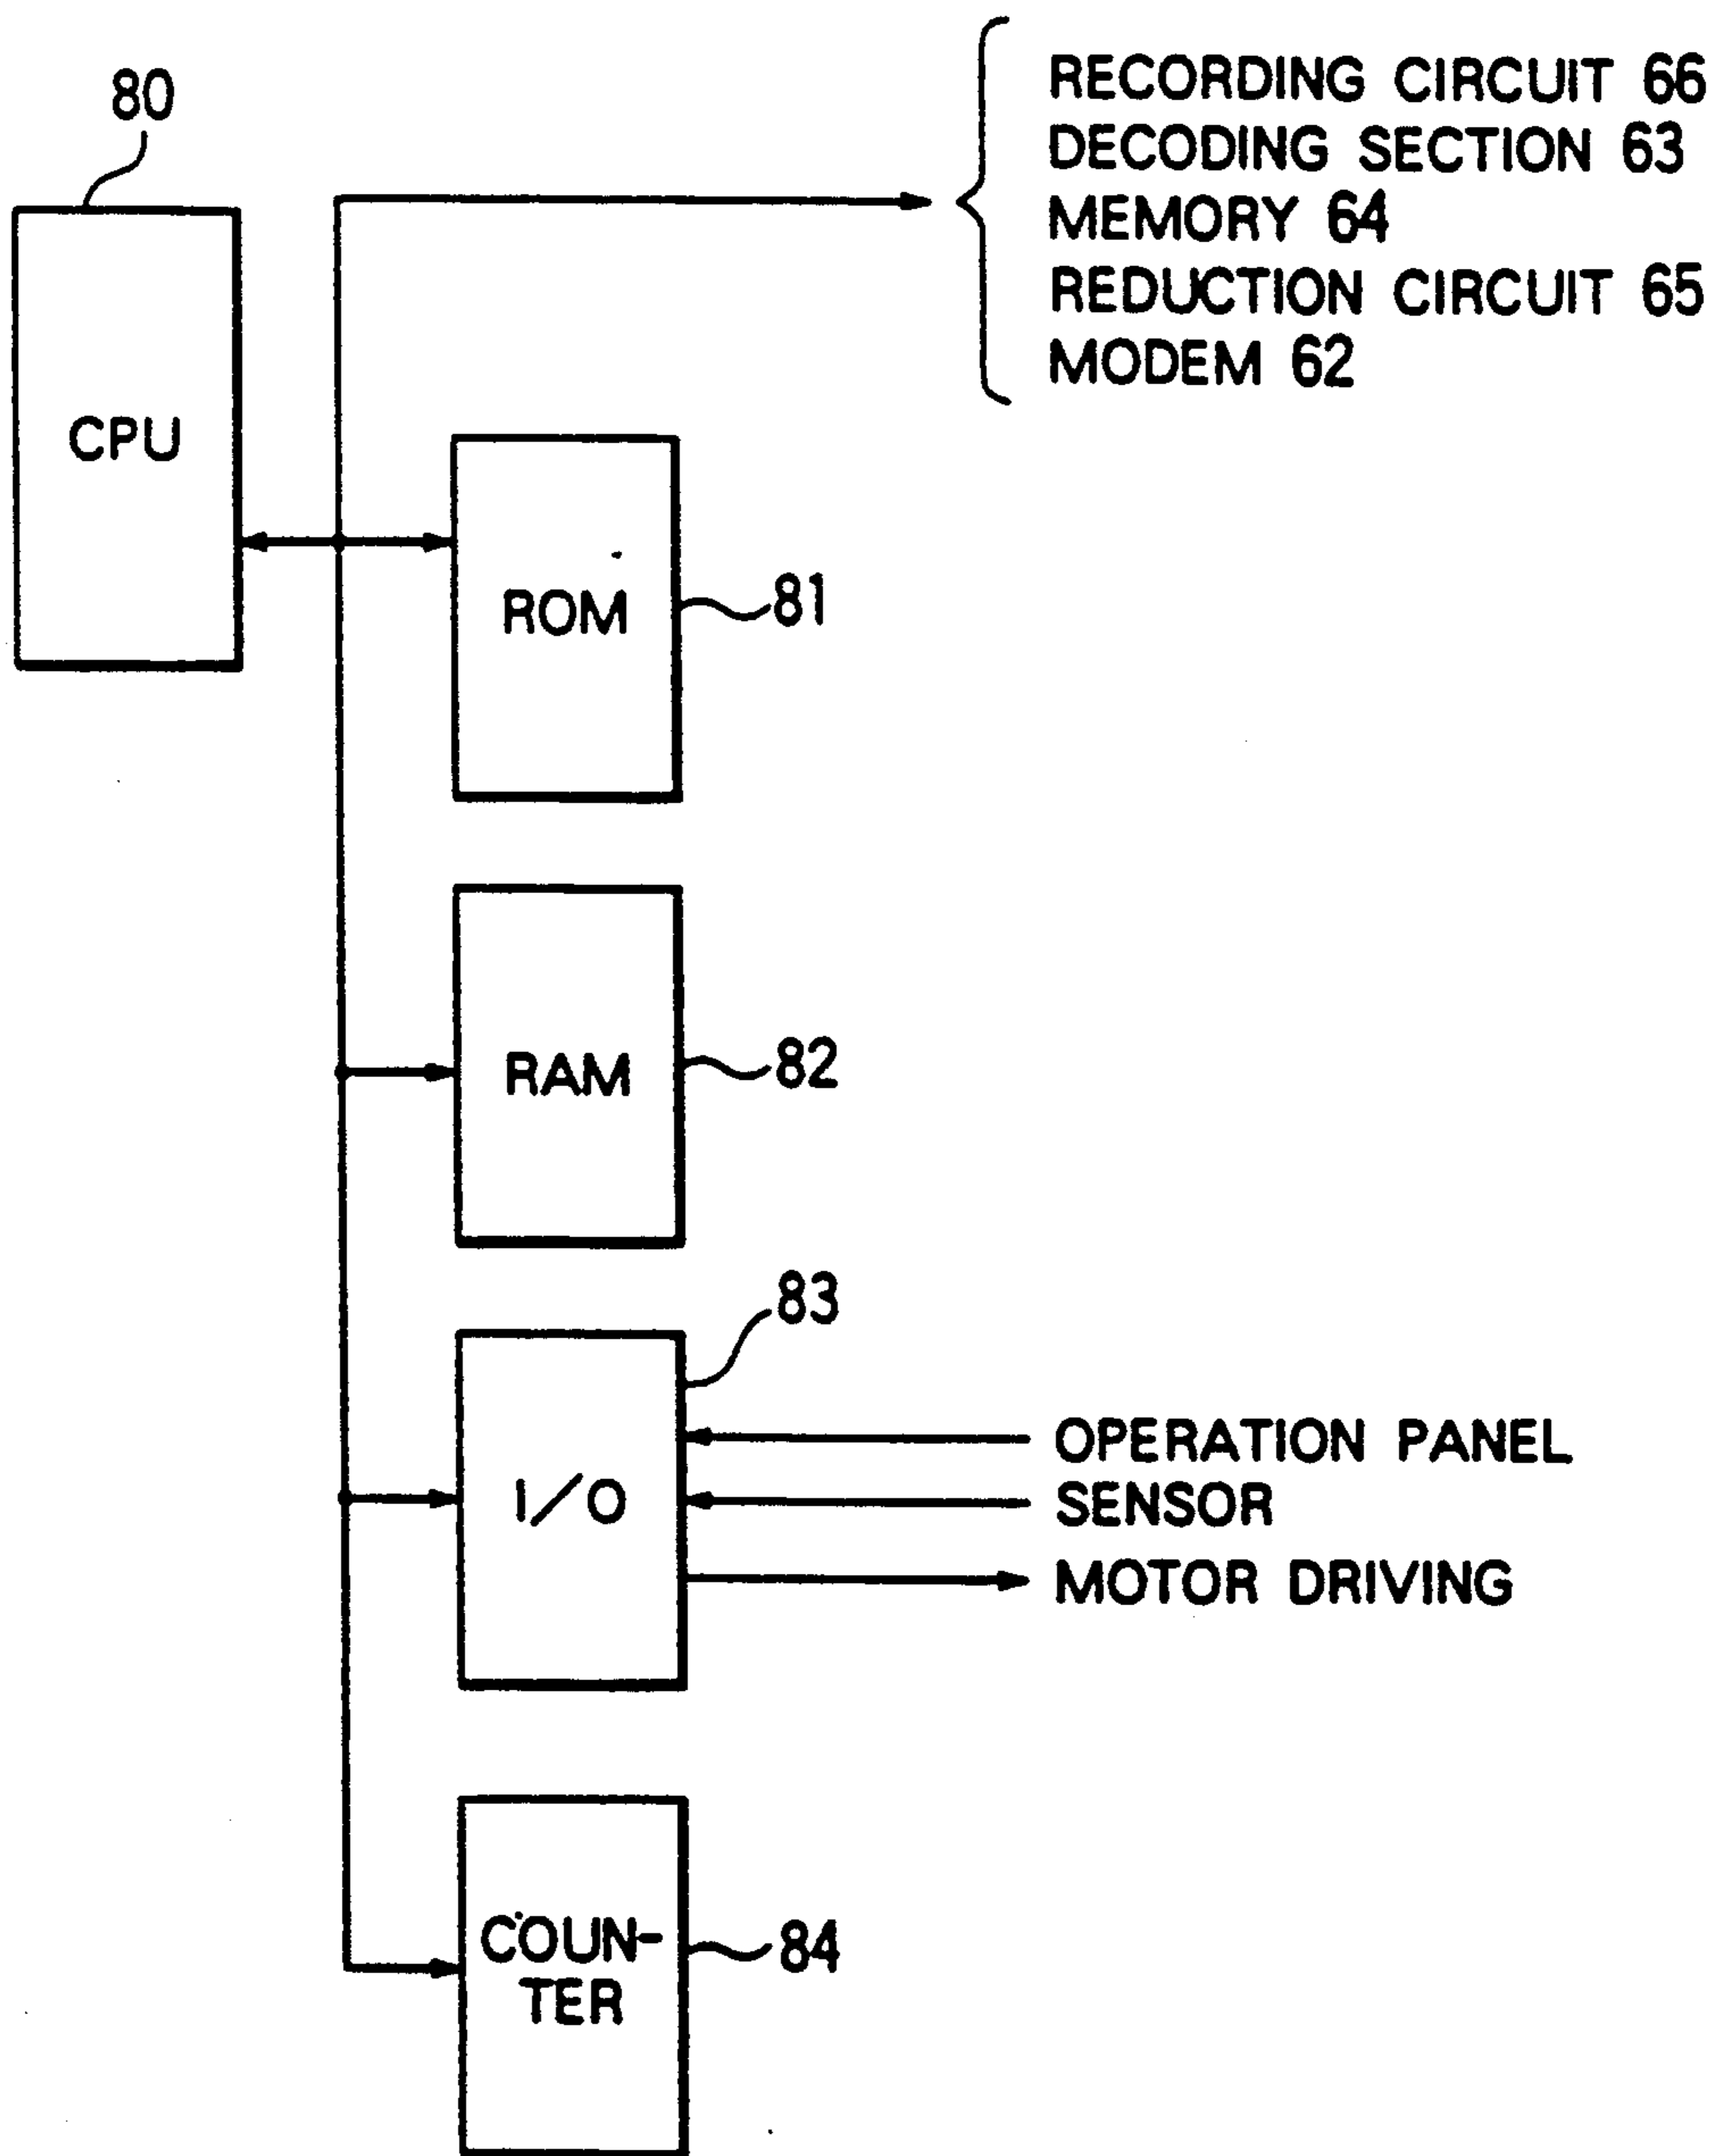 80
RECORDING CIRCUIT 66
DECODING SECTION 63
MEMORY 64
REDUCTION CIRCUIT 65
MODEM 62
CPU
ROM
81
RAM
82
83
I/O
OPERATION PANEL
SENSOR
MOTOR DRIVING
COUN-
TER
84